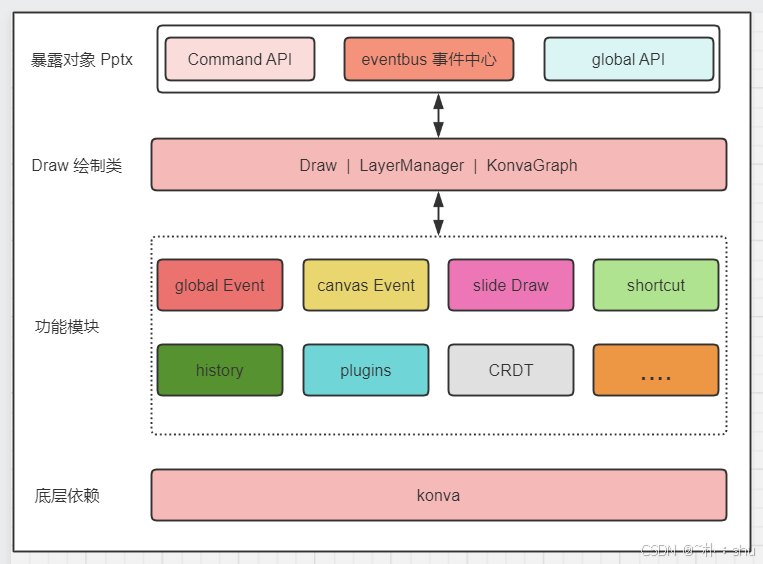 暴露对象 Pptx
Command API
eventbus 事件中心
global API
Draw 绘制类
Draw | LayerManager | KonvaGraph
功能模块
global Event
canvas Event
slide Draw
shortcut
history
plugins
CRDT
....
底层依赖
konva
CSDN